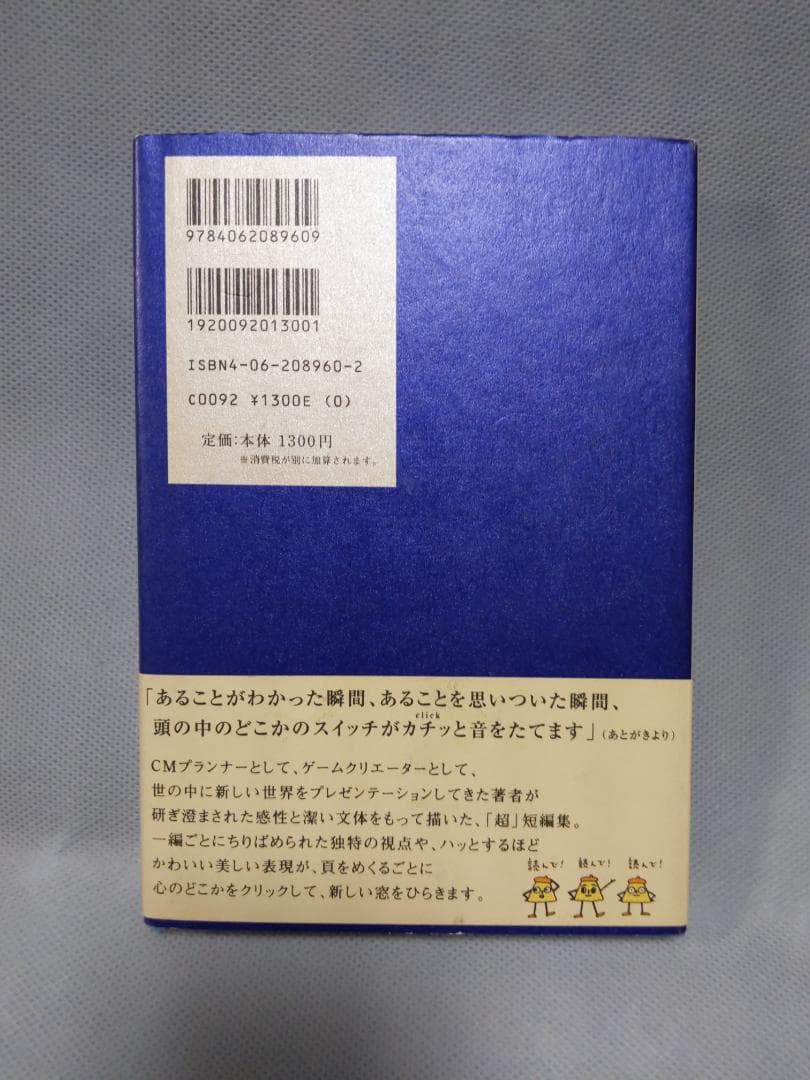 9784062089609
1920092013001
ISBN4-06-208960-2
C0092 ¥1300E (0)
定価:本体 1300円
※消費税が別に加算されます。
「あることがわかった瞬間、あることを思いついた瞬間、
click
頭の中のどこかのスイッチがカチッと音をたてます」(あとがきより)
CMプランナーとして、ゲームクリエーターとして、
世の中に新しい世界をプレゼンテーションしてきた著者が
研ぎ澄まされた感性と潔い文体をもって描いた、「超」短編集。
一編ごとにちりばめられた独特の視点や、ハッとするほど
かわいい美しい表現が、頁をめくるごとに
心のどこかをクリックして、新しい窓をひらきます。
読んで! 読んで! 読んで!